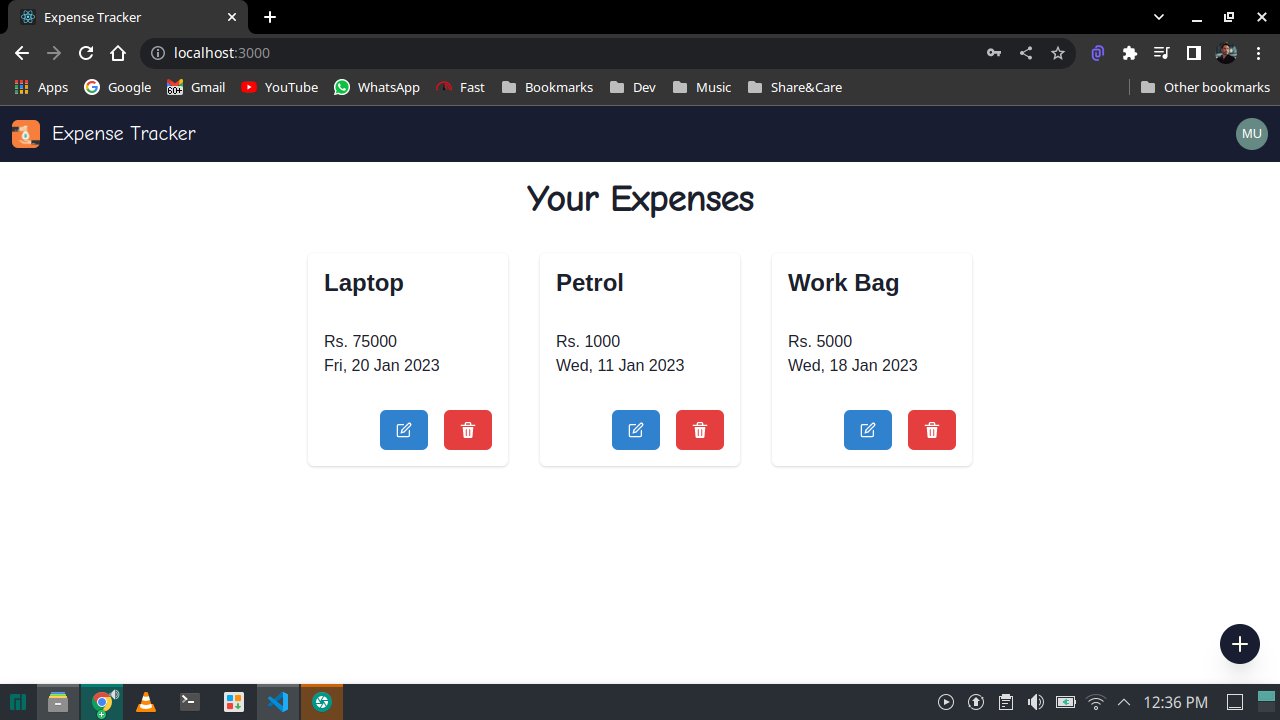 Expense Tracker
localhost:3000
Apps Google Gmail YouTube WhatsApp Fast Bookmarks Dev Music Share&Care Other bookmarks
60+
Expense Tracker MU
Your Expenses
Laptop
Rs. 75000
Fri, 20 Jan 2023
Petrol
Rs. 1000
Wed, 11 Jan 2023
Work Bag
Rs. 5000
Wed, 18 Jan 2023
12:36 PM